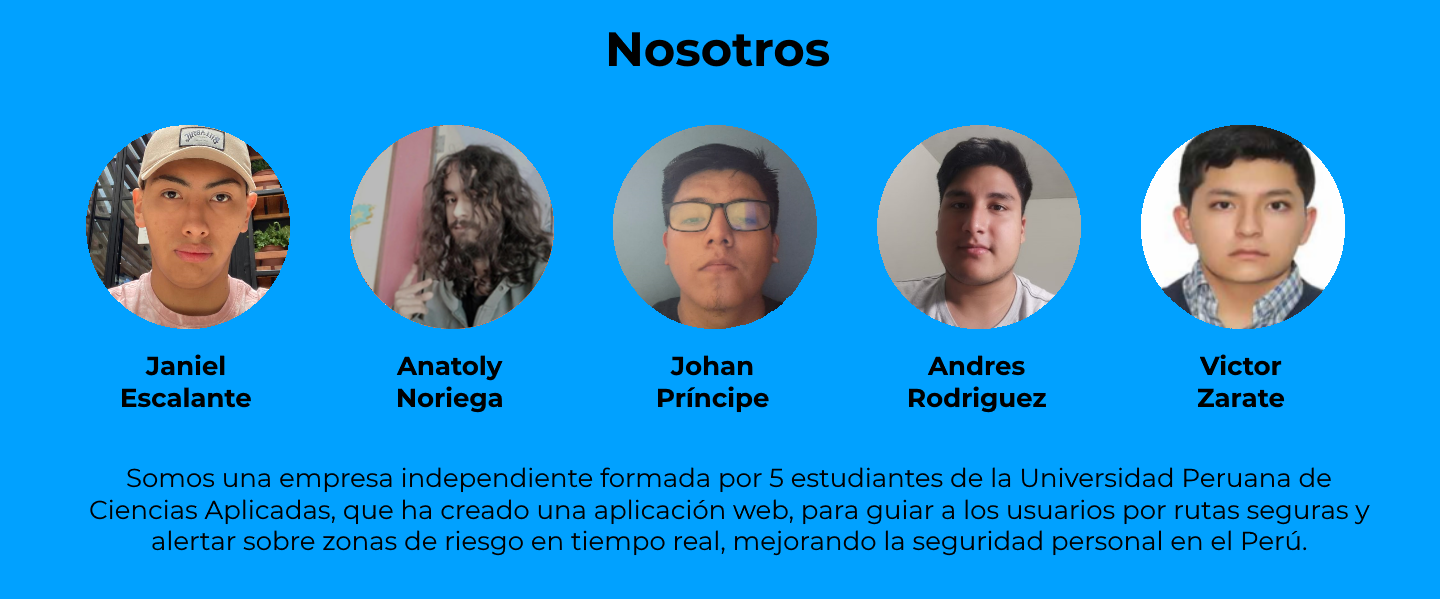 Nosotros
Janiel
Escalante
Anatoly
Noriega
Johan
Príncipe
Andres
Rodriguez
Victor
Zarate
Somos una empresa independiente formada por 5 estudiantes de la Universidad Peruana de
Ciencias Aplicadas, que ha creado una aplicación web, para guiar a los usuarios por rutas seguras y
alertar sobre zonas de riesgo en tiempo real, mejorando la seguridad personal en el Perú.